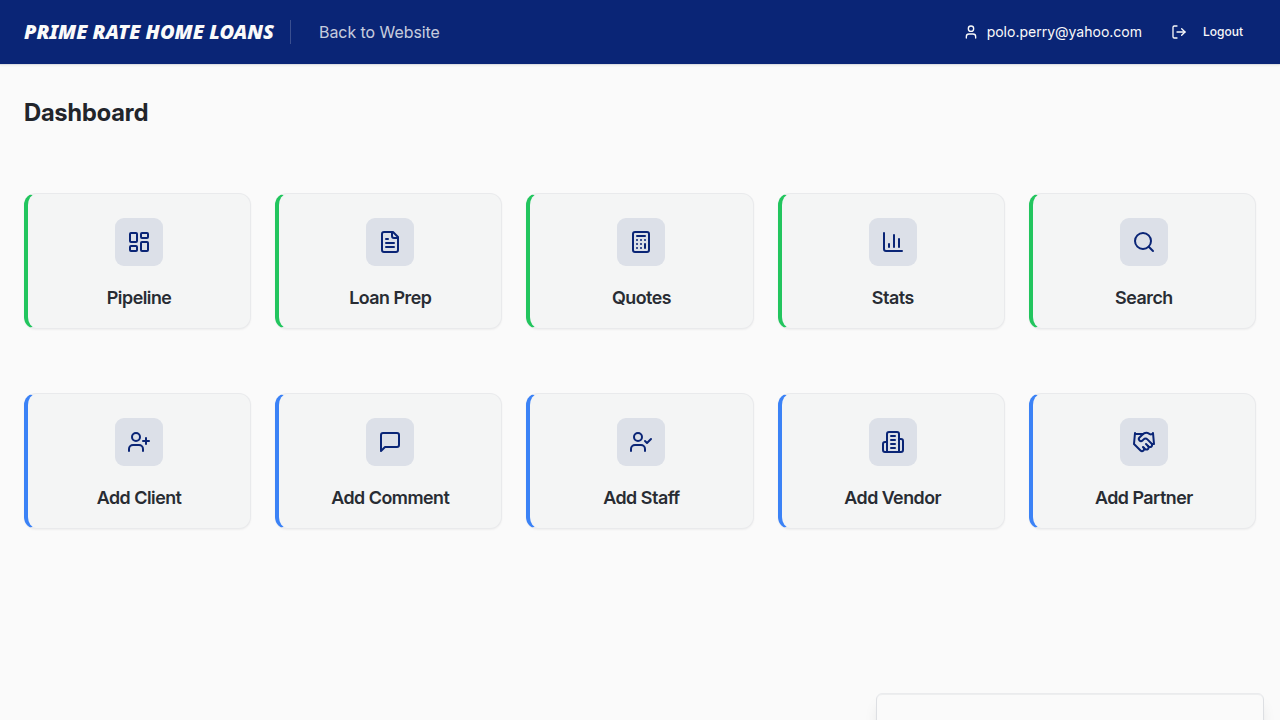 PRIME RATE HOME LOANS
Back to Website
polo.perry@yahoo.com
Logout
Dashboard
Pipeline
Loan Prep
Quotes
Stats
Search
Add Client
Add Comment
Add Staff
Add Vendor
Add Partner